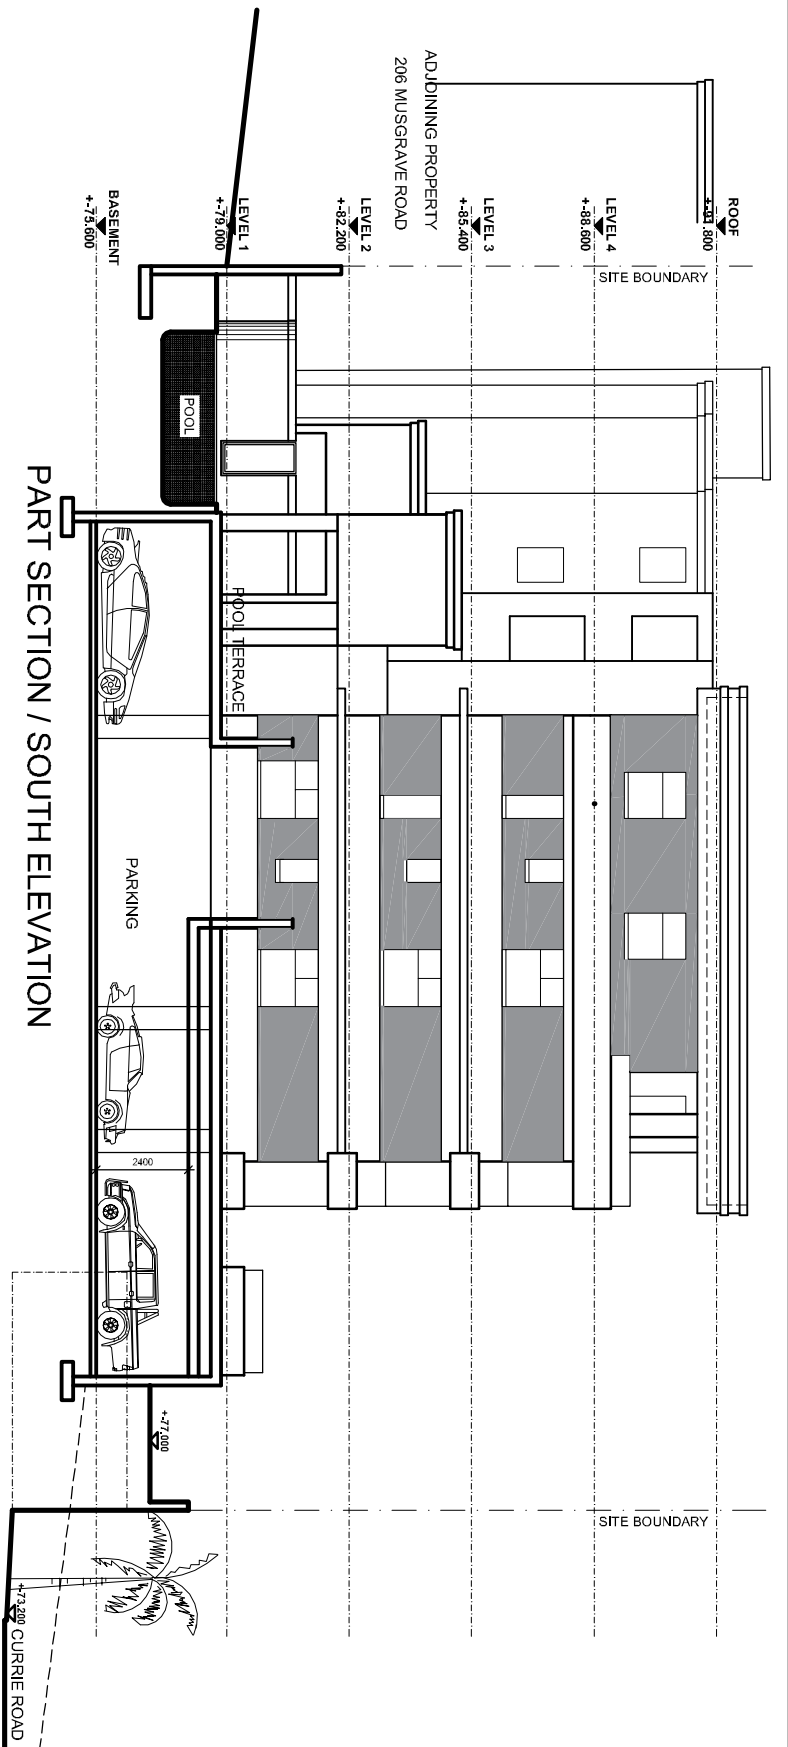 ADJOINING PROPERTY
206 MUSGRAVE ROAD
ROOF
+-91.800
LEVEL 4
+-88.600
LEVEL 3
+-85.400
LEVEL 2
+-82.200
LEVEL 1
+-79.000
BASEMENT
+-75.600
SITE BOUNDARY
POOL
POOL TERRACE
PARKING
2400
+-77.000
SITE BOUNDARY
+-73.200 CURRIE ROAD
PART SECTION / SOUTH ELEVATION